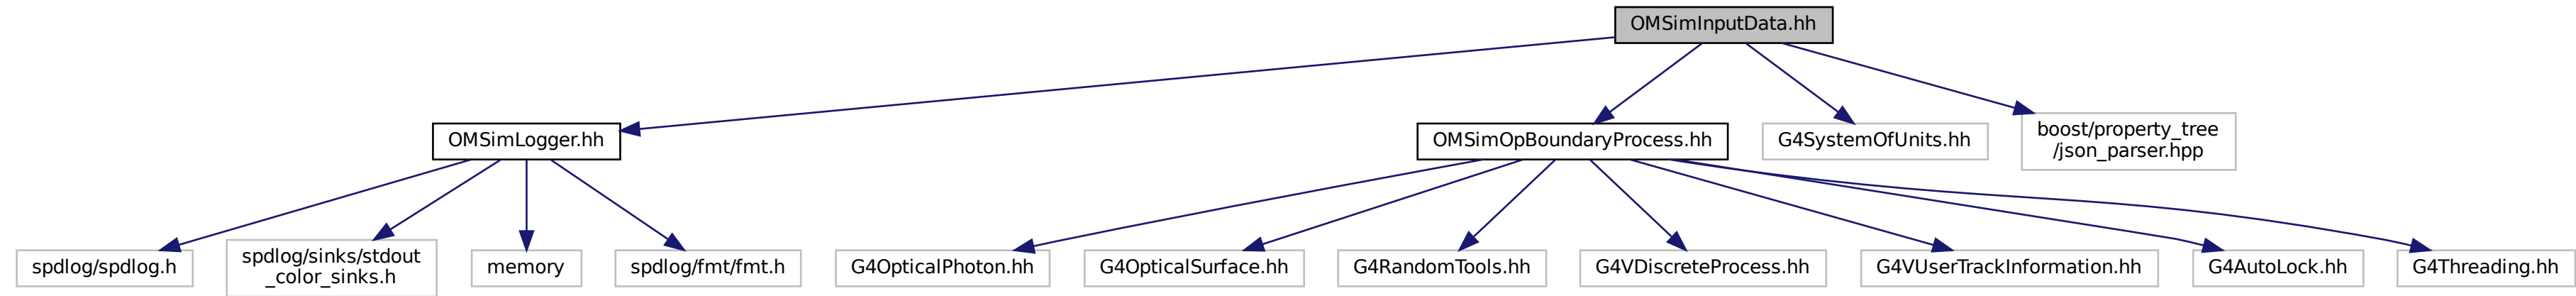 OMSimInputData.hh
OMSimLogger.hh
OMSimOpBoundaryProcess.hh
G4SystemOfUnits.hh
boost/property_tree
/json_parser.hpp
spdlog/spdlog.h
spdlog/sinks/stdout
_color_sinks.h
memory
spdlog/fmt/fmt.h
G4OpticalPhoton.hh
G4OpticalSurface.hh
G4RandomTools.hh
G4VDiscreteProcess.hh
G4VUserTrackInformation.hh
G4AutoLock.hh
G4Threading.hh